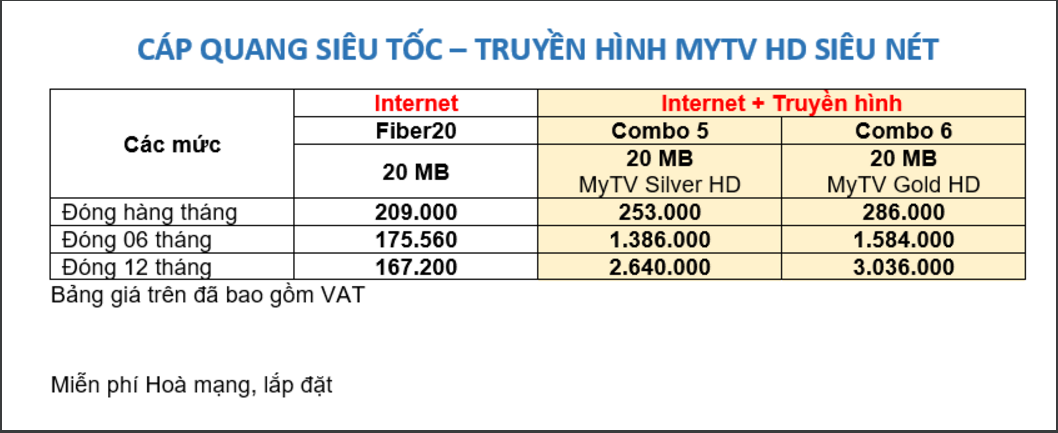 CÁP QUANG SIÊU TỐC – TRUYỀN HÌNH MYTV HD SIÊU NÉT
Các mức
Internet
Internet + Truyền hình
Fiber20
Combo 5
Combo 6
20 MB
20 MB
MyTV Silver HD
20 MB
MyTV Gold HD
Đóng hàng tháng 209.000 253.000 286.000
Đóng 06 tháng 175.560 1.386.000 1.584.000
Đóng 12 tháng 167.200 2.640.000 3.036.000
Bảng giá trên đã bao gồm VAT
Miễn phí Hoà mạng, lắp đặt